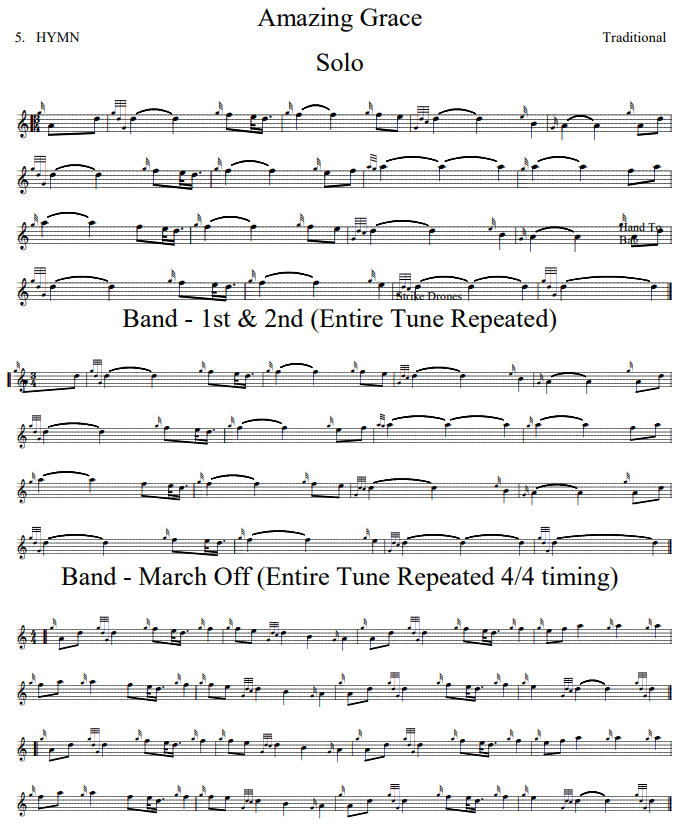 Amazing Grace
5. HYMN
Traditional
Solo
Hand To
Bag
Strike Drones
Band - 1st & 2nd (Entire Tune Repeated)
Band - March Off (Entire Tune Repeated 4/4 timing)